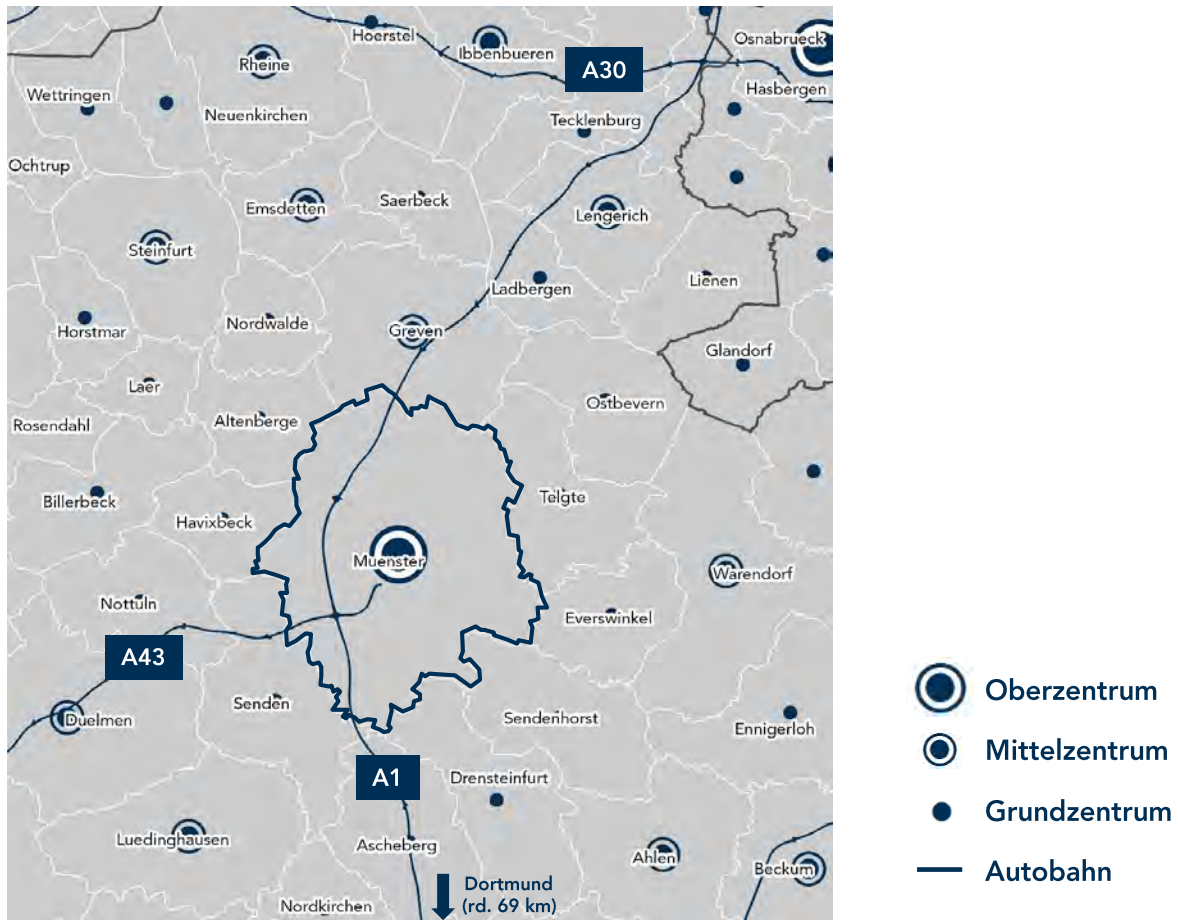 Hoerstel
Osnabrueck
Ibbenbueren
Rheine
A30
Hasbergen
Wettringen
Neuenkirchen
Tecklenburg
Ochtrup
Saerbeck
Emsdetten
Lengerich
Steinfurt
Lienen
Ladbergen
Nordwalde
Horstmar
Greven
Glandorf
Laer
Ostbevern
Altenberge
Rosendahl
Telgte
Billerbeck
Havixbeck
Muenster
Warendorf
Nottuln
Everswinkel
A43
Senden
Duelmen
Sendenhorst
Ennigerloh
A1
Drensteinfurt
Luedinghausen
Ascheberg
Ahlen
Beckum
Dortmund
(rd. 69 km)
Nordkirchen
Oberzentrum
Mittelzentrum
Grundzentrum
Autobahn